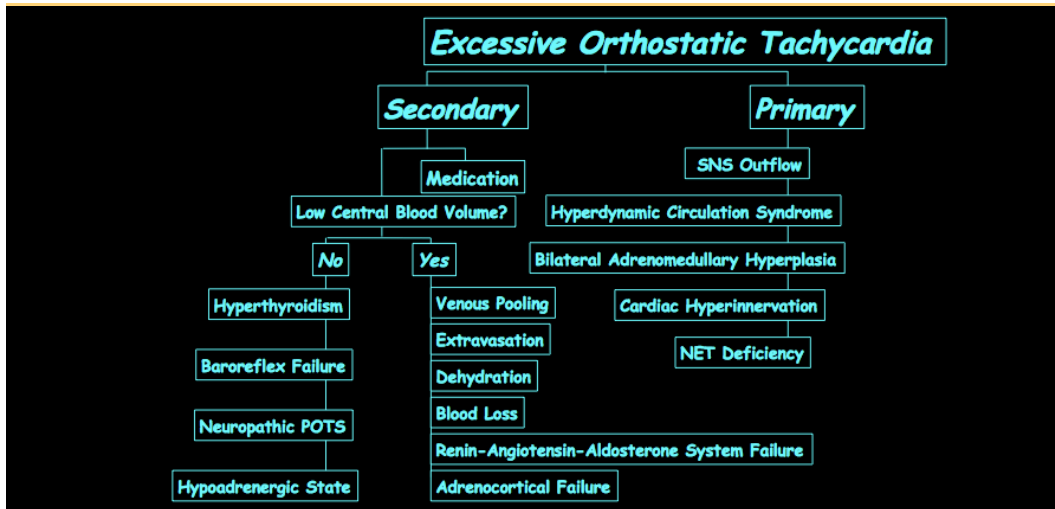 Excessive Orthostatic Tachycardia
Secondary
Primary
Medication
Low Central Blood Volume?
No
Yes
Hyperthyroidism
Baroreflex Failure
Neuropathic POTS
Hypoadrenergic State
Venous Pooling
Extravasation
Dehydration
Blood Loss
Renin-Angiotensin-Aldosterone System Failure
Adrenocortical Failure
SNS Outflow
Hyperdynamic Circulation Syndrome
Bilateral Adrenomedullary Hyperplasia
Cardiac Hyperinnervation
NET Deficiency